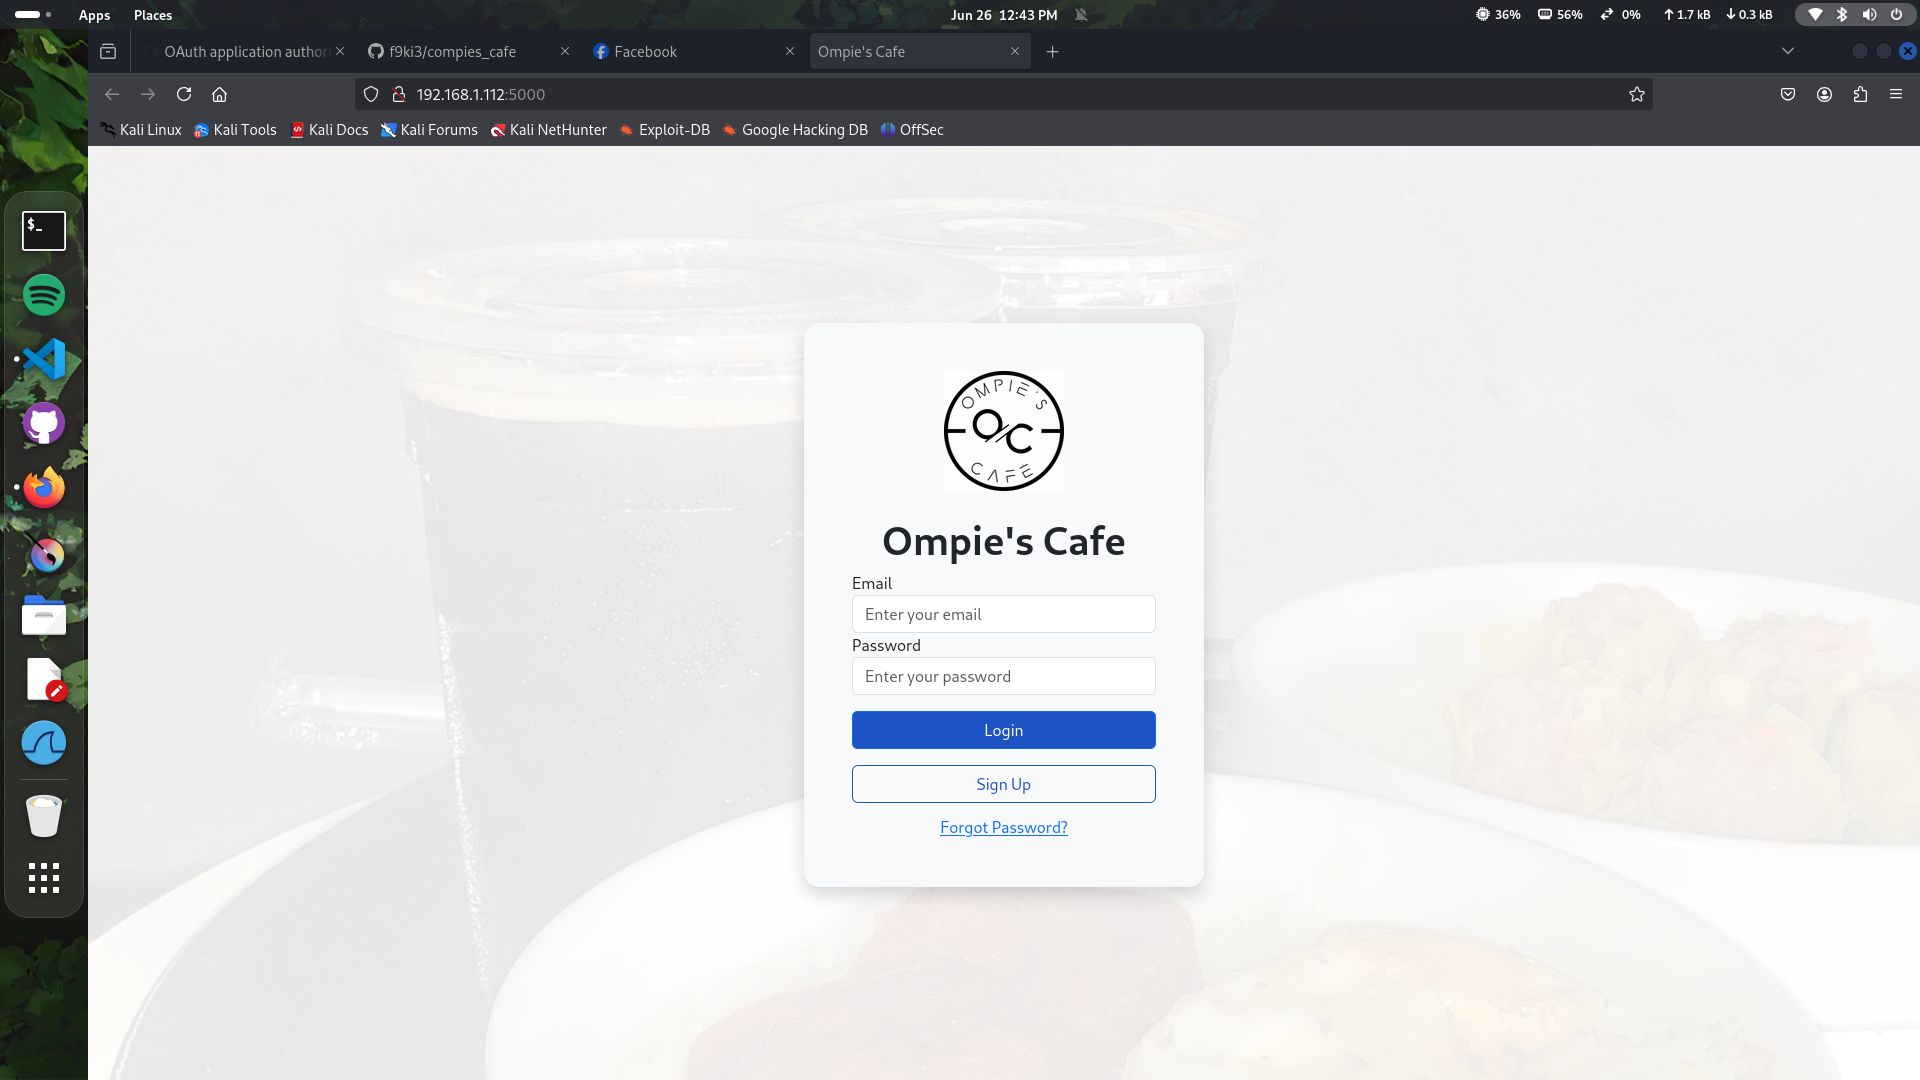 Apps Places Jun 26 12:43 PM 36% 56% 0% 1.7 kB 0.3 kB
OAuth application authori f9ki3/compies_cafe Facebook Ompie's Cafe
192.168.1.112:5000
Kali Linux Kali Tools Kali Docs Kali Forums Kali NetHunter Exploit-DB Google Hacking DB OffSec
$_
OMPIE'S
O/C
CAFE
Ompie's Cafe
Email
Enter your email
Password
Enter your password
Login
Sign Up
Forgot Password?